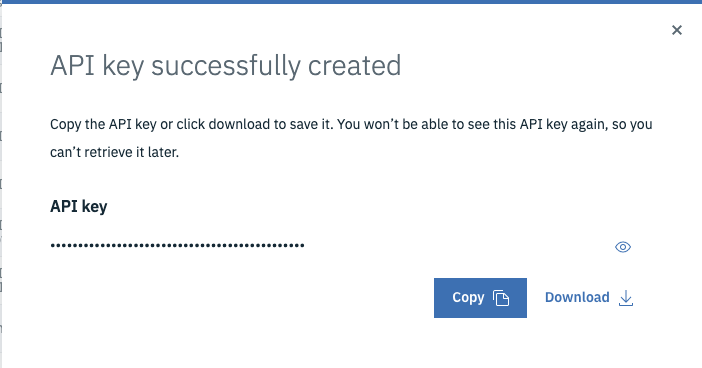 API key successfully created
Copy the API key or click download to save it. You won't be able to see this API key again, so you
can't retrieve it later.
API key
••••••••••••••••••••••••••••••••••••••••••••
Copy
Download